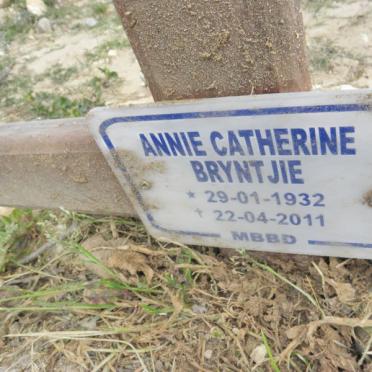 ANNIE CATHERINE
BRYNTJIE
* 29-01-1932
† 22-04-2011
MBBD